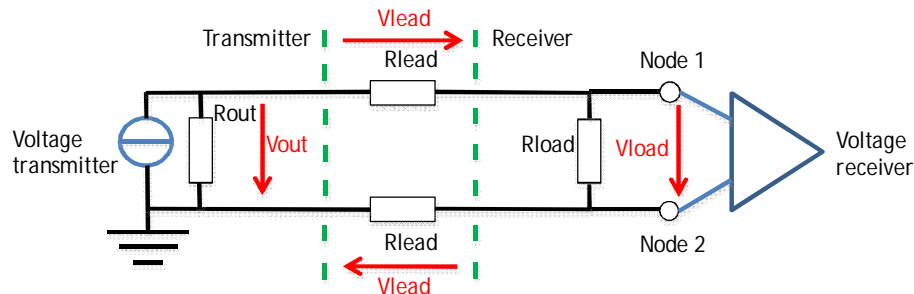 Vlead
Transmitter
Receiver
Rlead
Node 1
Rout
Voltage
transmitter
Vout
Rload
Vload
Voltage
receiver
Rlead
Node 2
Vlead